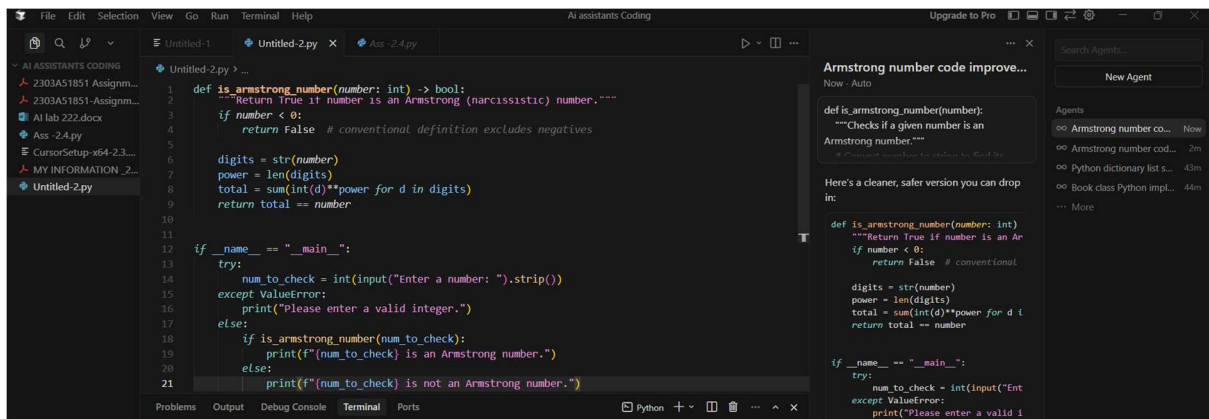 File Edit Selection View Go Run Terminal Help
Ai assistants Coding
Upgrade to Pro
AI ASSISTANTS CODING
2303A51851 Assignm...
2303A51851-Assignm...
AI lab 222.docx
Ass -2.4.py
CursorSetup-x64-2.3....
MY INFORMATION _2...
Untitled-2.py
Untitled-1
Untitled-2.py
Ass -2.4.py
Untitled-2.py > ...
1 def is_armstrong_number(number: int) -> bool:
2 """Return True if number is an Armstrong (narcissistic) number."""
3 if number < 0:
4 return False # conventional definition excludes negatives
5
6 digits = str(number)
7 power = len(digits)
8 total = sum(int(d)**power for d in digits)
9 return total == number
10
11
12 if __name__ == "__main__":
13 try:
14 num_to_check = int(input("Enter a number: ").strip())
15 except ValueError:
16 print("Please enter a valid integer.")
17 else:
18 if is_armstrong_number(num_to_check):
19 print(f"{num_to_check} is an Armstrong number.")
20 else:
21 print(f"{num_to_check} is not an Armstrong number.")
Problems Output Debug Console Terminal Ports
Python
Armstrong number code improve...
Now · Auto
def is_armstrong_number(number):
"""Checks if a given number is an
Armstrong number."""
# Convert number to string to find its
Here's a cleaner, safer version you can drop
in:
def is_armstrong_number(number: int)
"""Return True if number is an Ar
if number < 0:
return False # conventional
digits = str(number)
power = len(digits)
total = sum(int(d)**power for d i
return total == number
if __name__ == "__main__":
try:
num_to_check = int(input("Ent
except ValueError:
print("Please enter a valid i
Search Agents...
New Agent
Agents
Armstrong number co... Now
Armstrong number cod... 2m
Python dictionary list s... 43m
Book class Python impl... 44m
... More